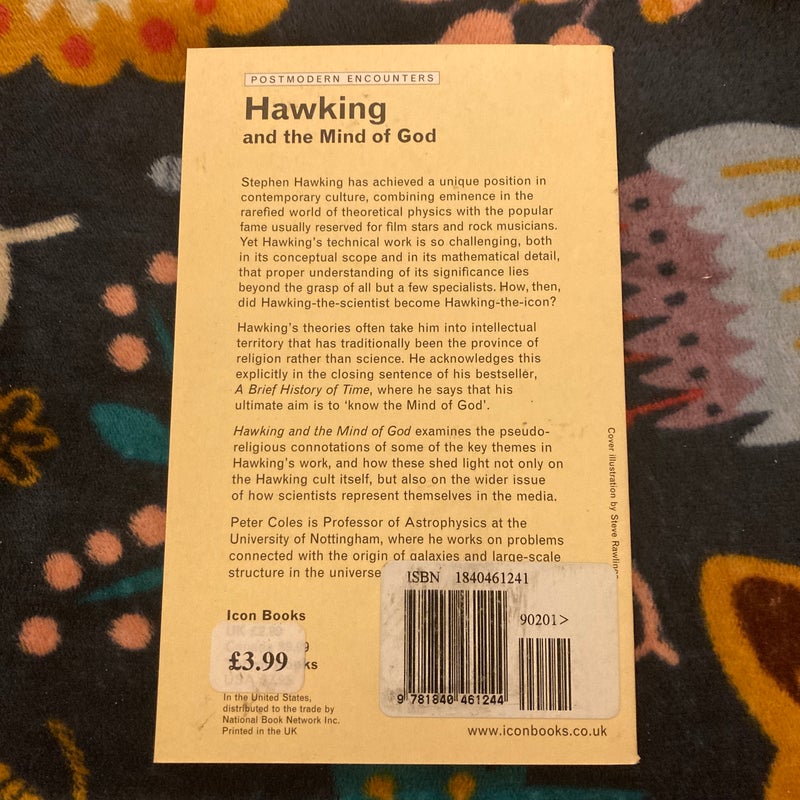 POSTMODERN ENCOUNTERS
Hawking
and the Mind of God
Stephen Hawking has achieved a unique position in
contemporary culture, combining eminence in the
rarefied world of theoretical physics with the popular
fame usually reserved for film stars and rock musicians.
Yet Hawking's technical work is so challenging, both
in its conceptual scope and in its mathematical detail,
that proper understanding of its significance lies
beyond the grasp of all but a few specialists. How, then,
did Hawking-the-scientist become Hawking-the-icon?
Hawking's theories often take him into intellectual
territory that has traditionally been the province of
religion rather than science. He acknowledges this
explicitly in the closing sentence of his bestseller,
A Brief History of Time, where he says that his
ultimate aim is to 'know the Mind of God'.
Hawking and the Mind of God examines the pseudo-
religious connotations of some of the key themes in
Hawking's work, and how these shed light not only on
the Hawking cult itself, but also on the wider issue
of how scientists represent themselves in the media.
Peter Coles is Professor of Astrophysics at the
University of Nottingham, where he works on problems
connected with the origin of galaxies and large-scale
structure in the universe
Cover illustration by Steve
ISBN 1840461241
90201>
9 781840 461244
Icon Books
UK £2.99
£3.99
In the United States,
distributed to the trade by
National Book Network Inc.
Printed in the UK
www.iconbooks.co.uk